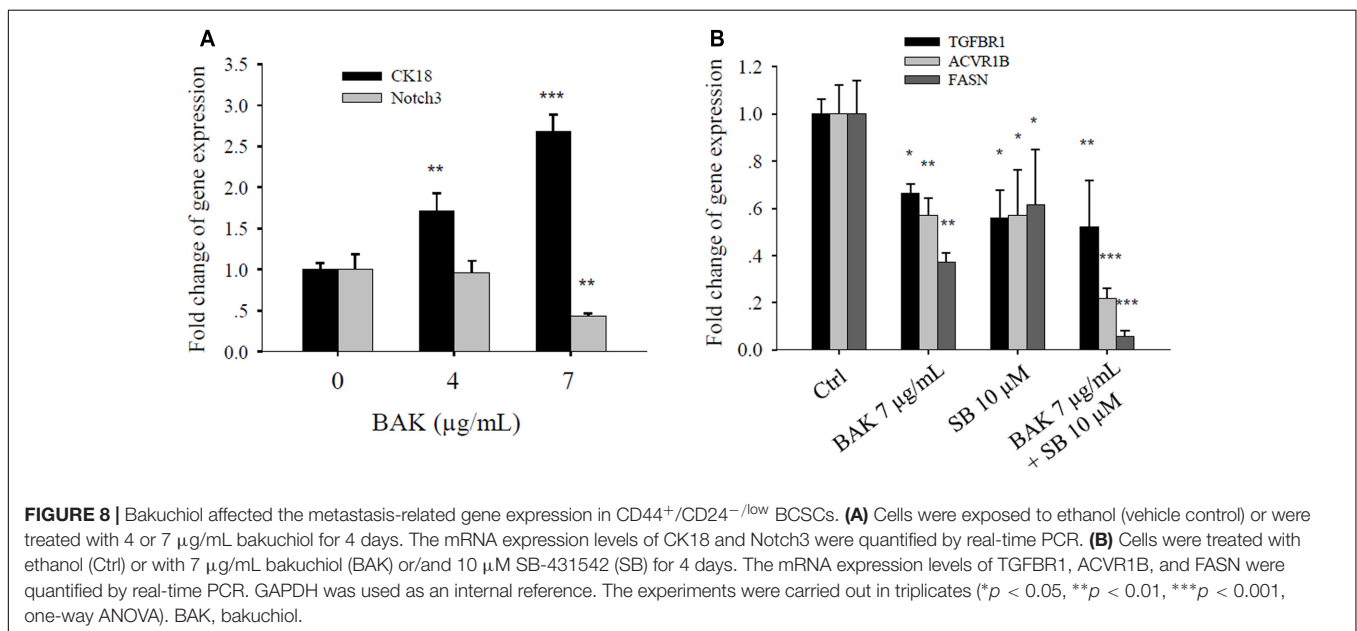 A
CK18
Notch3
Fold change of gene expression
3.5
3.0
2.5
2.0
1.5
1.0
.5
0.0
**
***
**
0
4
7
BAK (µg/mL)
B
TGFBR1
ACVR1B
FASN
Fold change of gene expression
1.2
1.0
.8
.6
.4
.2
0.0
*
**
**
*
*
*
**
***
***
Ctrl
BAK 7 µg/mL
SB 10 µM
BAK 7 µg/mL
+ SB 10 µM
FIGURE 8 | Bakuchiol affected the metastasis-related gene expression in CD44⁺/CD24⁻/ˡᵒʷ BCSCs. (A) Cells were exposed to ethanol (vehicle control) or were
treated with 4 or 7 µg/mL bakuchiol for 4 days. The mRNA expression levels of CK18 and Notch3 were quantified by real-time PCR. (B) Cells were treated with
ethanol (Ctrl) or with 7 µg/mL bakuchiol (BAK) or/and 10 µM SB-431542 (SB) for 4 days. The mRNA expression levels of TGFBR1, ACVR1B, and FASN were
quantified by real-time PCR. GAPDH was used as an internal reference. The experiments were carried out in triplicates (*p < 0.05, **p < 0.01, ***p < 0.001,
one-way ANOVA). BAK, bakuchiol.